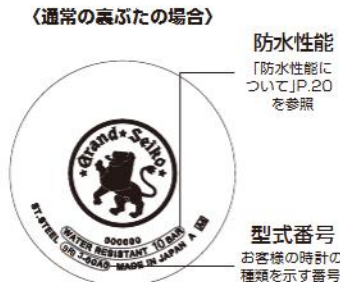 〈通常の裏ぶたの場合〉
防水性能
「防水性能に
ついて」P.20
を参照
Grand★Seiko
000000
ST.STEEL WATER RESISTANT 10 BAR
MADE IN JAPAN A
型式番号
お客様の時計の
種類を示す番号